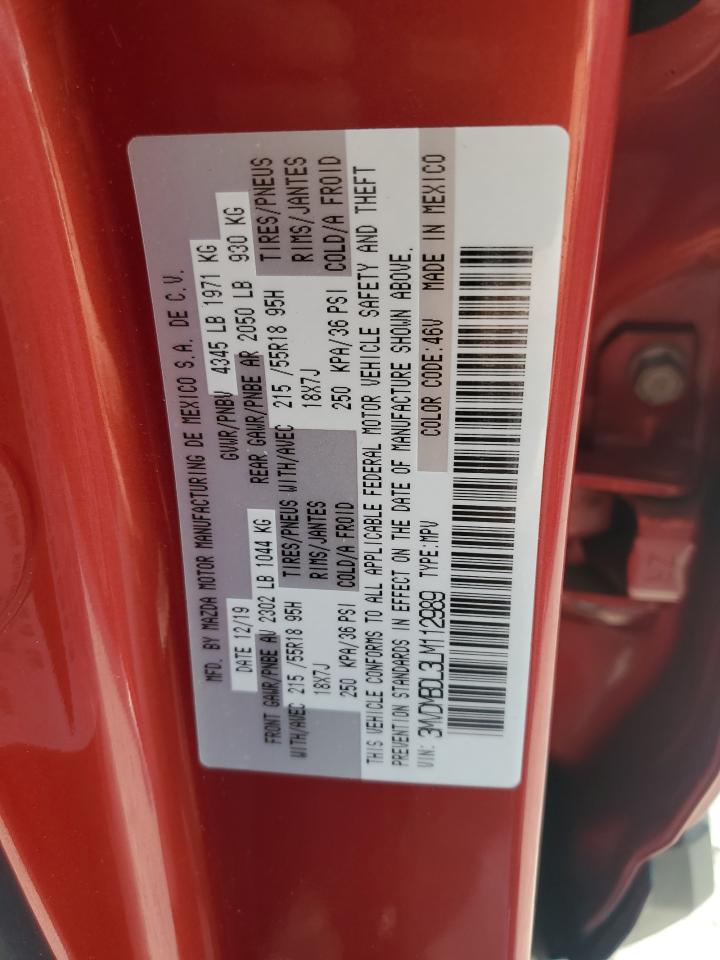 MFD. BY MAZDA MOTOR MANUFACTURING DE MEXICO S.A. DE C.V.
DATE 12/19 GVWR/PNBV 4345 LB 1971 KG
FRONT GAWR/PNBE AV 2302 LB 1044 KG REAR GAWR/PNBE AR 2050 LB 930 KG
WITH/AVEC 215 /55R18 95H TIRES/PNEUS WITH/AVEC 215 /55R18 95H TIRES/PNEUS
18X7J RIMS/JANTES 18X7J RIMS/JANTES
250 KPA/36 PSI COLD/A FROID 250 KPA/36 PSI COLD/A FROID
THIS VEHICLE CONFORMS TO ALL APPLICABLE FEDERAL MOTOR VEHICLE SAFETY AND THEFT
PREVENTION STANDARDS IN EFFECT ON THE DATE OF MANUFACTURE SHOWN ABOVE.
VIN: 3MVDMBDL3LM112989 TYPE:MPV COLOR CODE:46V MADE IN MEXICO